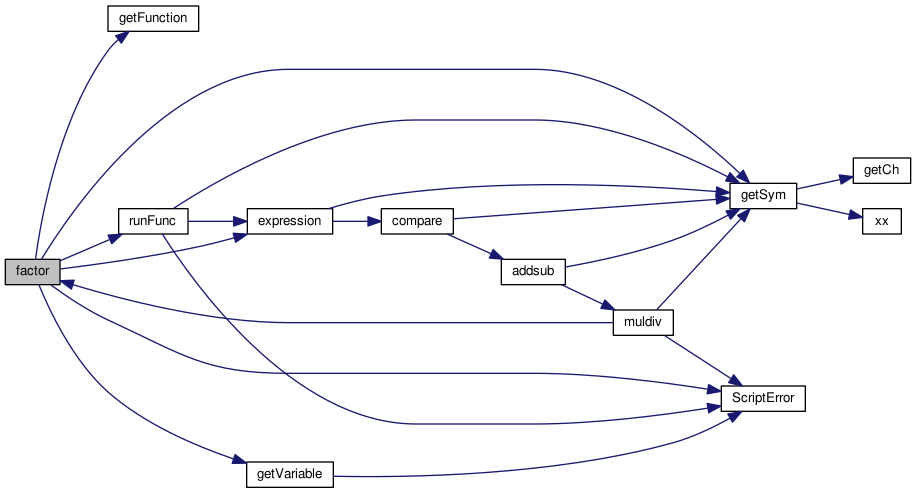 getFunction
getCh
getSym
runFunc
expression
compare
xx
factor
addsub
muldiv
ScriptError
getVariable